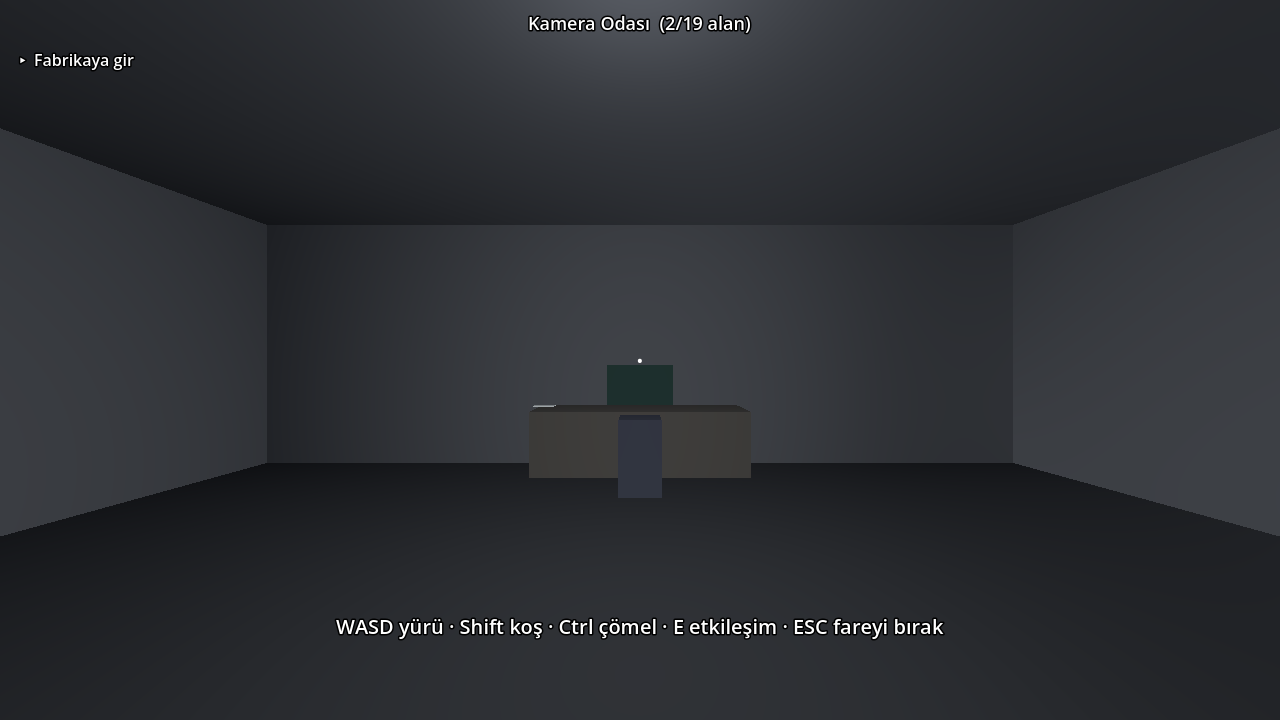 Kamera Odası (2/19 alan)
▸ Fabrikaya gir
WASD yürü · Shift koş · Ctrl çömel · E etkileşim · ESC fareyi bırak